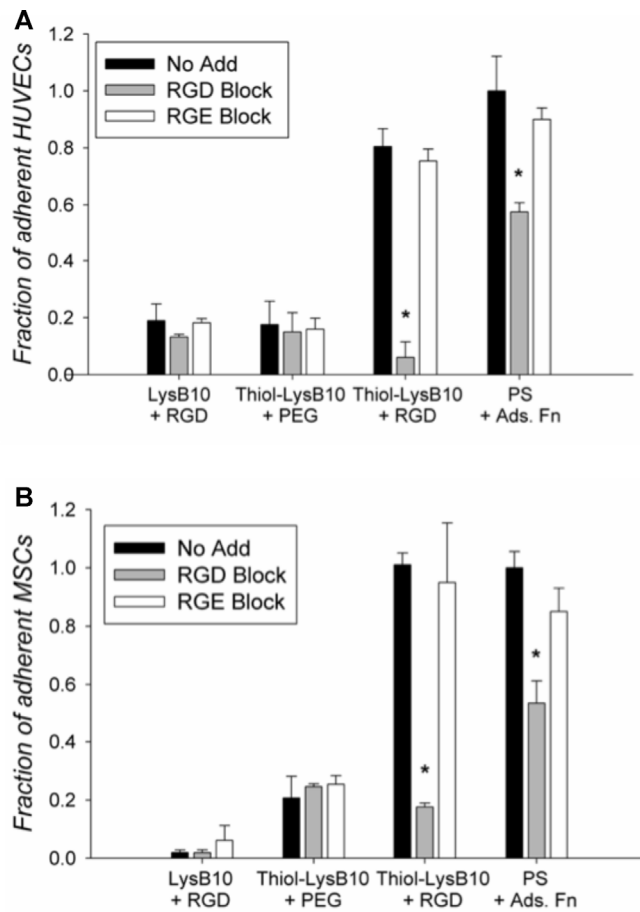 A
Fraction of adherent HUVECs
1.2
1.0
0.8
0.6
0.4
0.2
0.0
No Add
RGD Block
RGE Block
*
*
LysB10 + RGD
Thiol-LysB10 + PEG
Thiol-LysB10 + RGD
PS + Ads. Fn
B
Fraction of adherent MSCs
1.2
1.0
0.8
0.6
0.4
0.2
0.0
No Add
RGD Block
RGE Block
*
*
LysB10 + RGD
Thiol-LysB10 + PEG
Thiol-LysB10 + RGD
PS + Ads. Fn